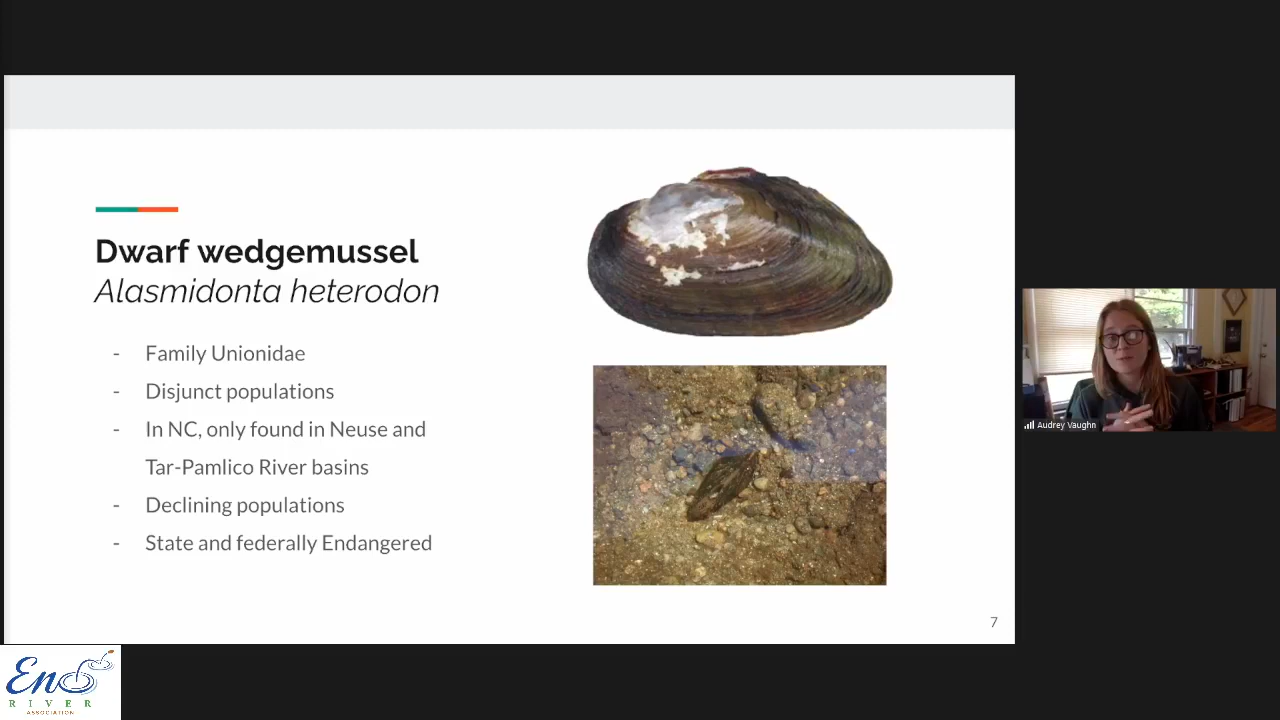 Dwarf wedgemussel
Alasmidonta heterodon
- Family Unionidae
- Disjunct populations
- In NC, only found in Neuse and
Tar-Pamlico River basins
- Declining populations
- State and federally Endangered
7
Audrey Vaughn
Eno
RIVER
ASSOCIATION